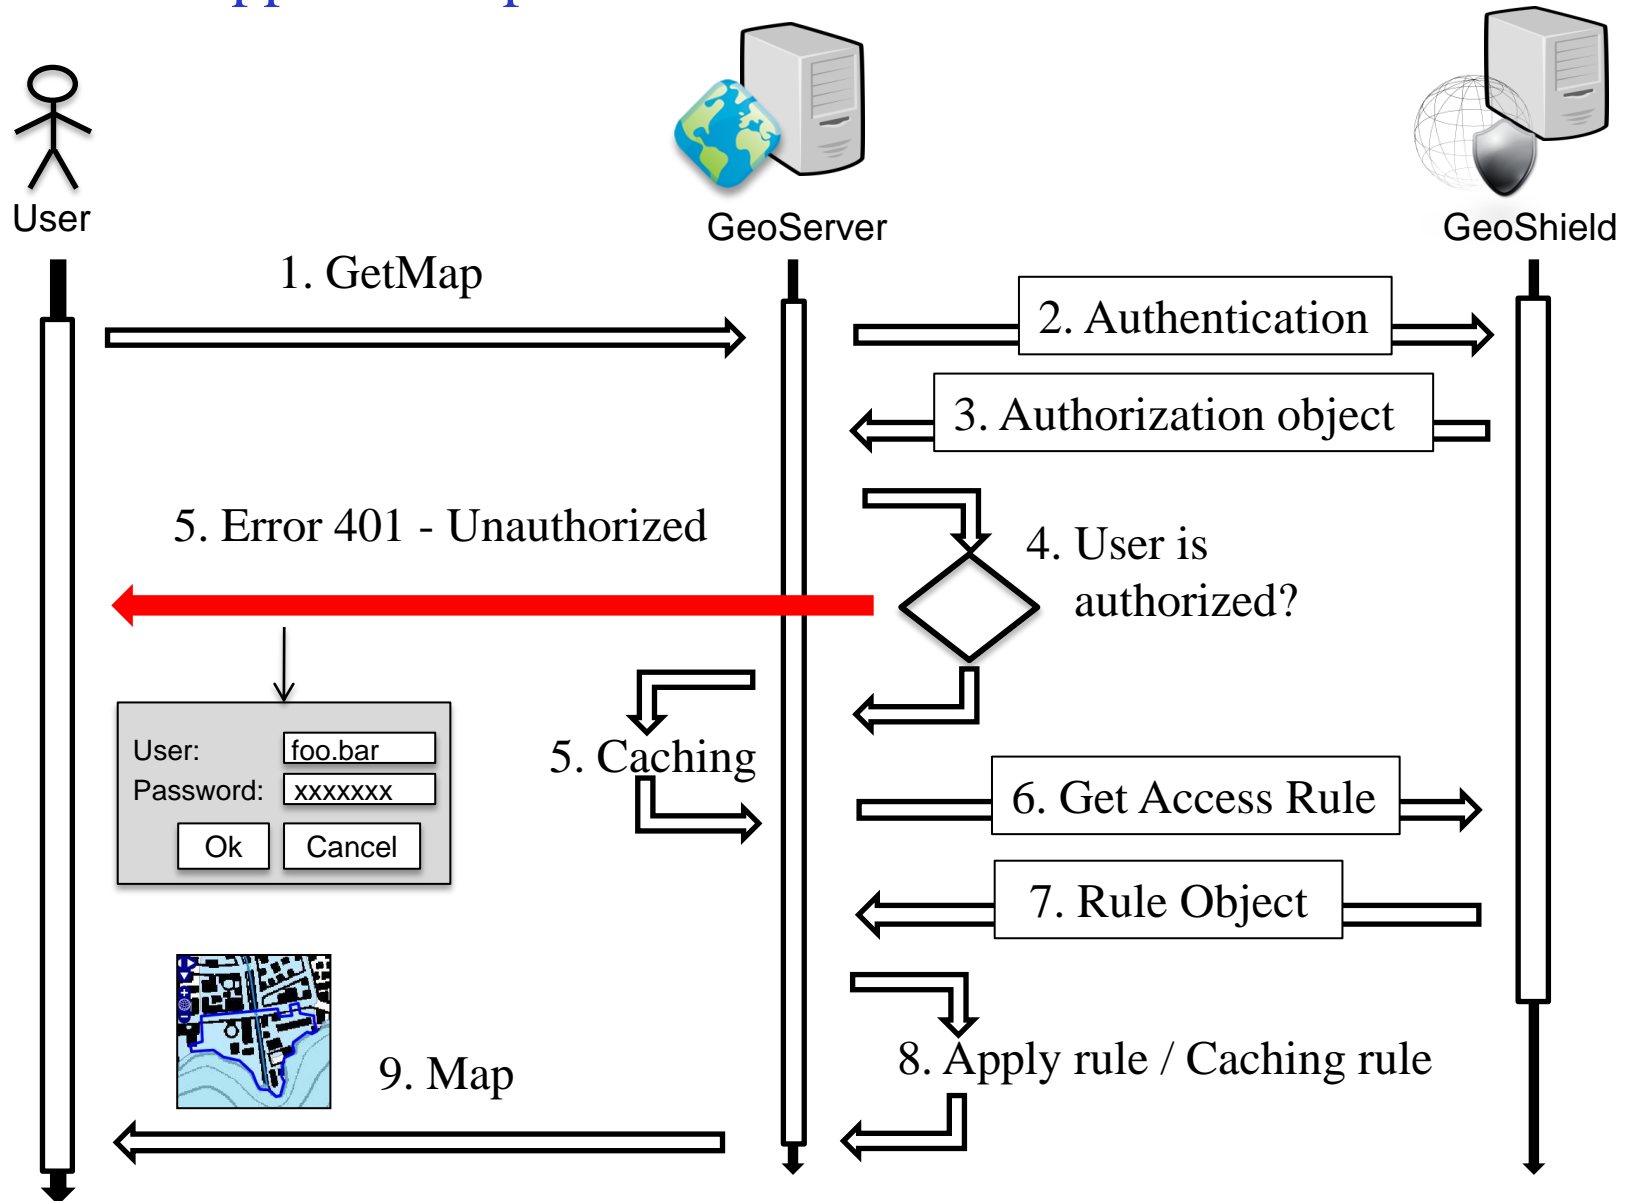 User
GeoServer
GeoShield
1. GetMap
2. Authentication
3. Authorization object
5. Error 401 - Unauthorized
4. User is
authorized?
User: foo.bar
Password: xxxxxxx
Ok Cancel
5. Caching
6. Get Access Rule
7. Rule Object
8. Apply rule / Caching rule
9. Map